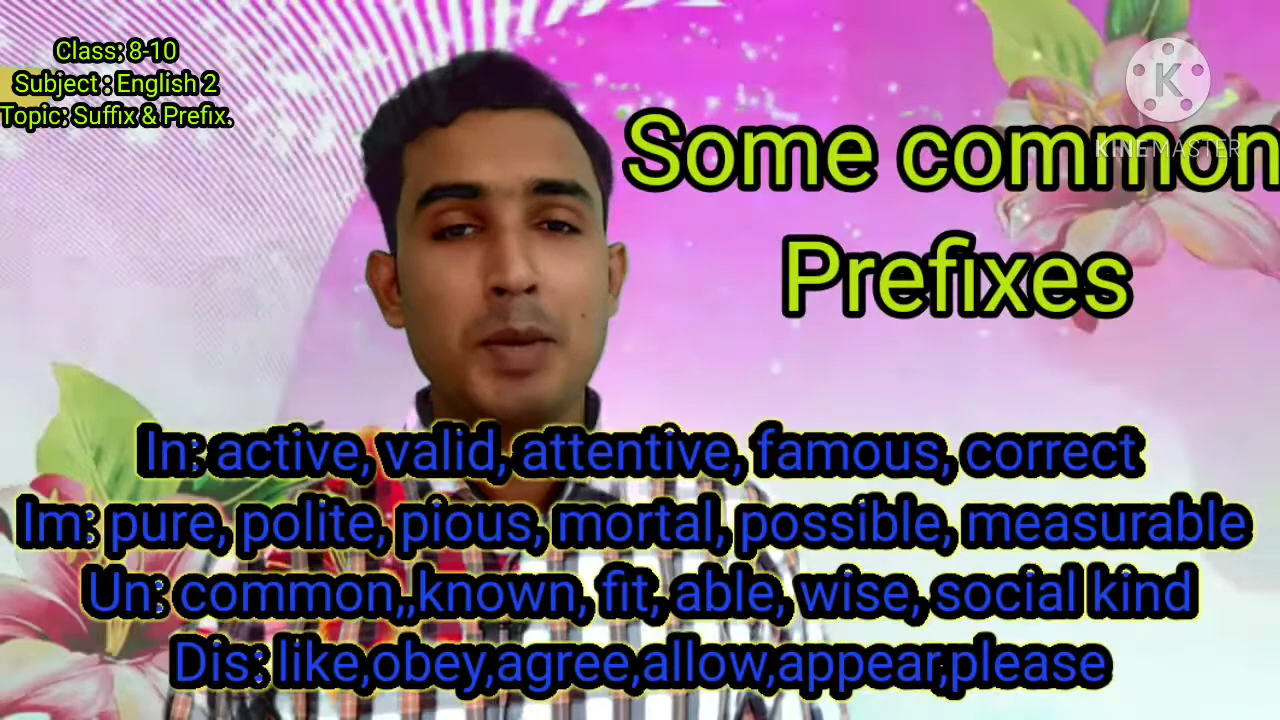 Class: 8-10
Subject : English 2
Topic: Suffix & Prefix.
K
KINEMASTER
Some common
Prefixes
In: active, valid, attentive, famous, correct
Im: pure, polite, pious, mortal, possible, measurable
Un: common,,known, fit, able, wise, social kind
Dis: like,obey,agree,allow,appear,please